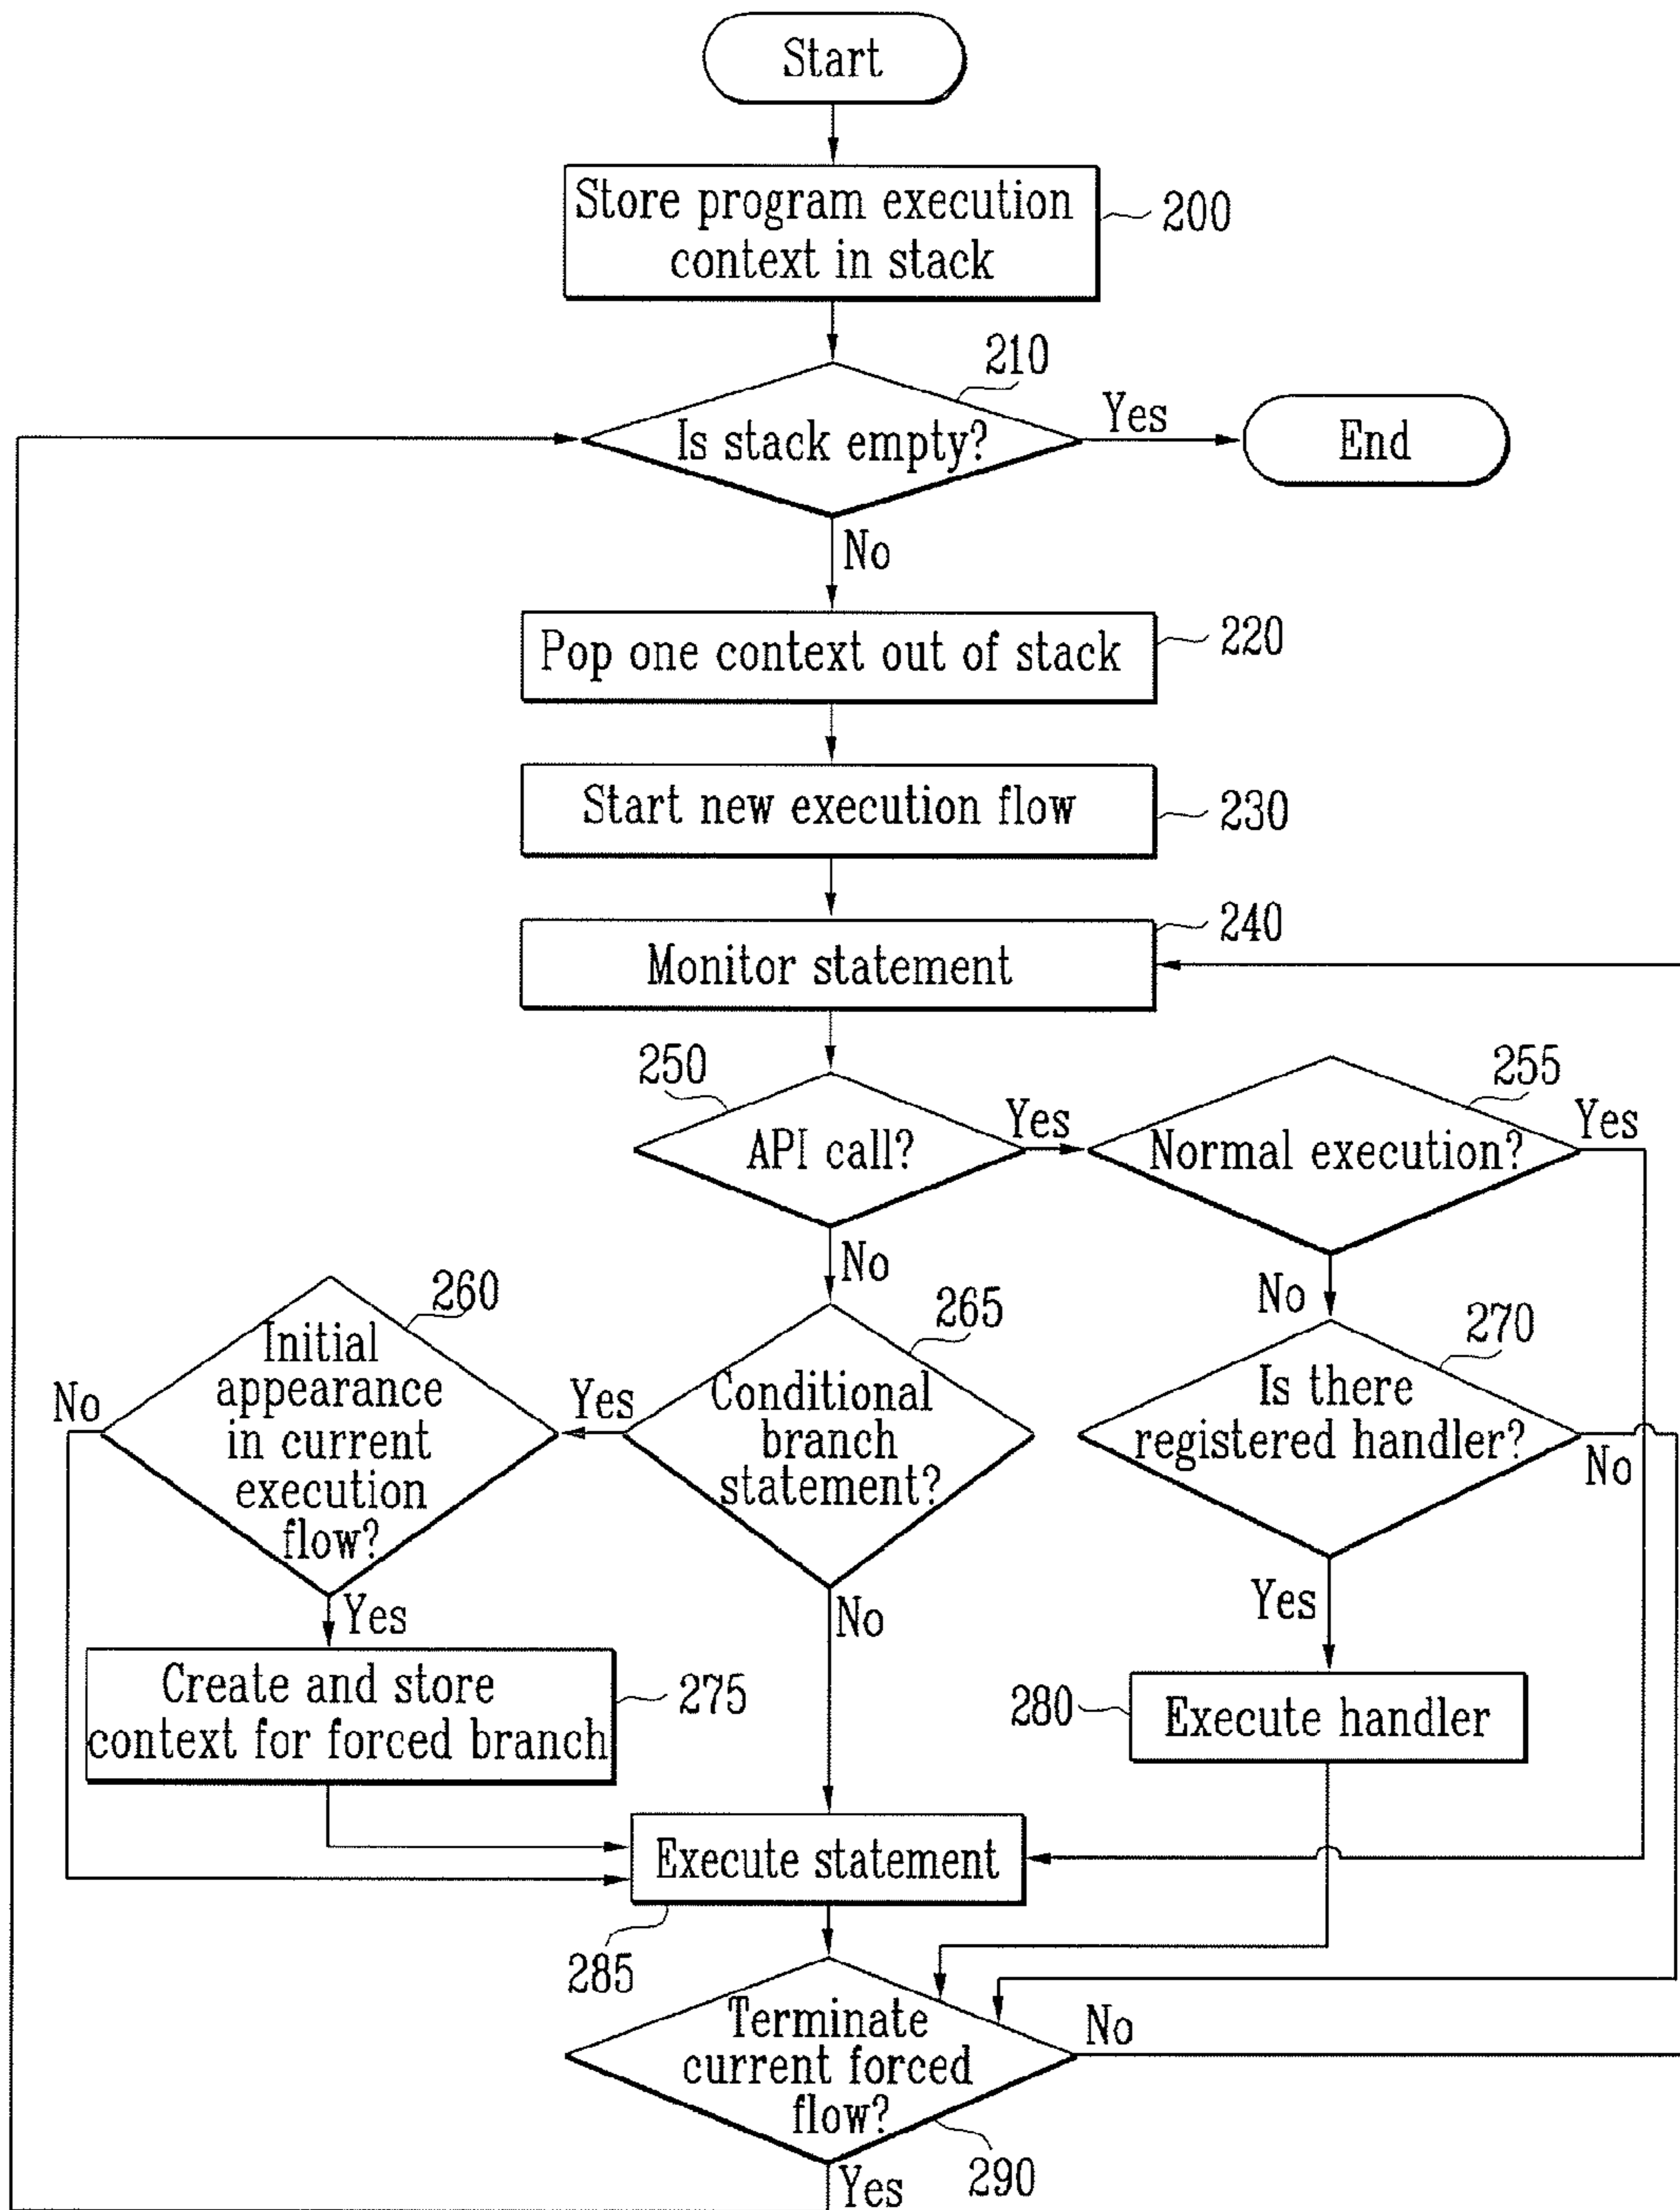 Start
Store program execution
context in stack
200
210
Is stack empty?
Yes
End
No
Pop one context out of stack
220
Start new execution flow
230
240
Monitor statement
250
API call?
Yes
255
Normal execution?
Yes
No
No
260
Initial
appearance
in current
execution
flow?
No
Yes
265
Conditional
branch
statement?
Yes
270
Is there
registered handler?
No
No
Yes
Create and store
context for forced branch
275
280
Execute handler
Execute statement
285
Terminate
current forced
flow?
No
290
Yes